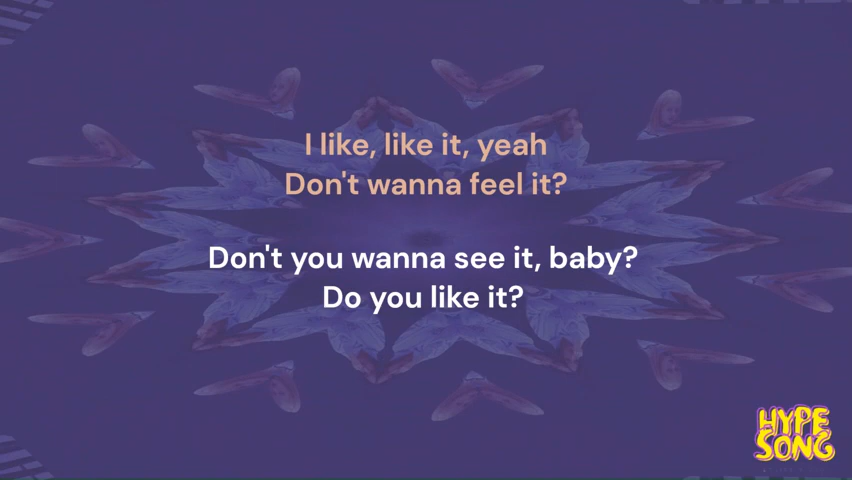 I like, like it, yeah
Don't wanna feel it?
Don't you wanna see it, baby?
Do you like it?
HYPE
SONG